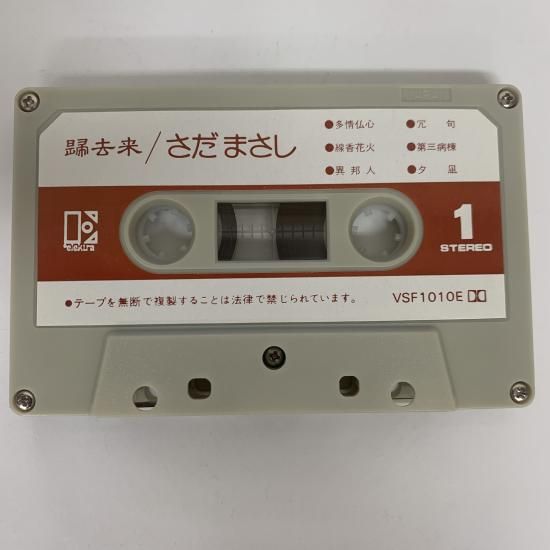 歸去来/さだまさし
●多情仏心 ●冗句
●線香花火 ●第三病棟
●異邦人 ●夕凪
elektra
1
STEREO
●テープを無断で複製することは法律で禁じられています。
VSF1010E